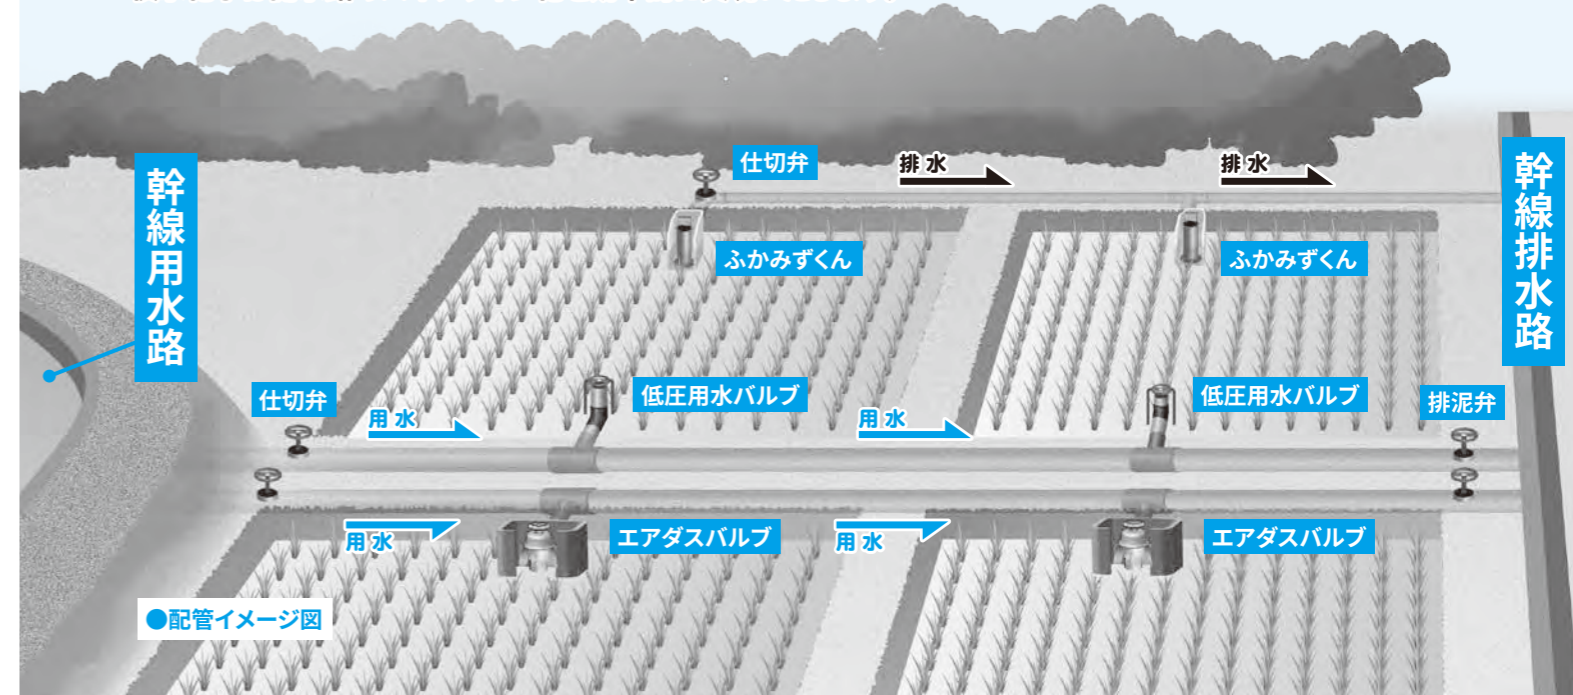 仕切弁
排水
排水
幹線用水路
幹線排水路
ふかみずくん
ふかみずくん
仕切弁
用水
低圧用水バルブ
用水
低圧用水バルブ
排泥弁
用水
エアダスバルブ
用水
エアダスバルブ
●配管イメージ図